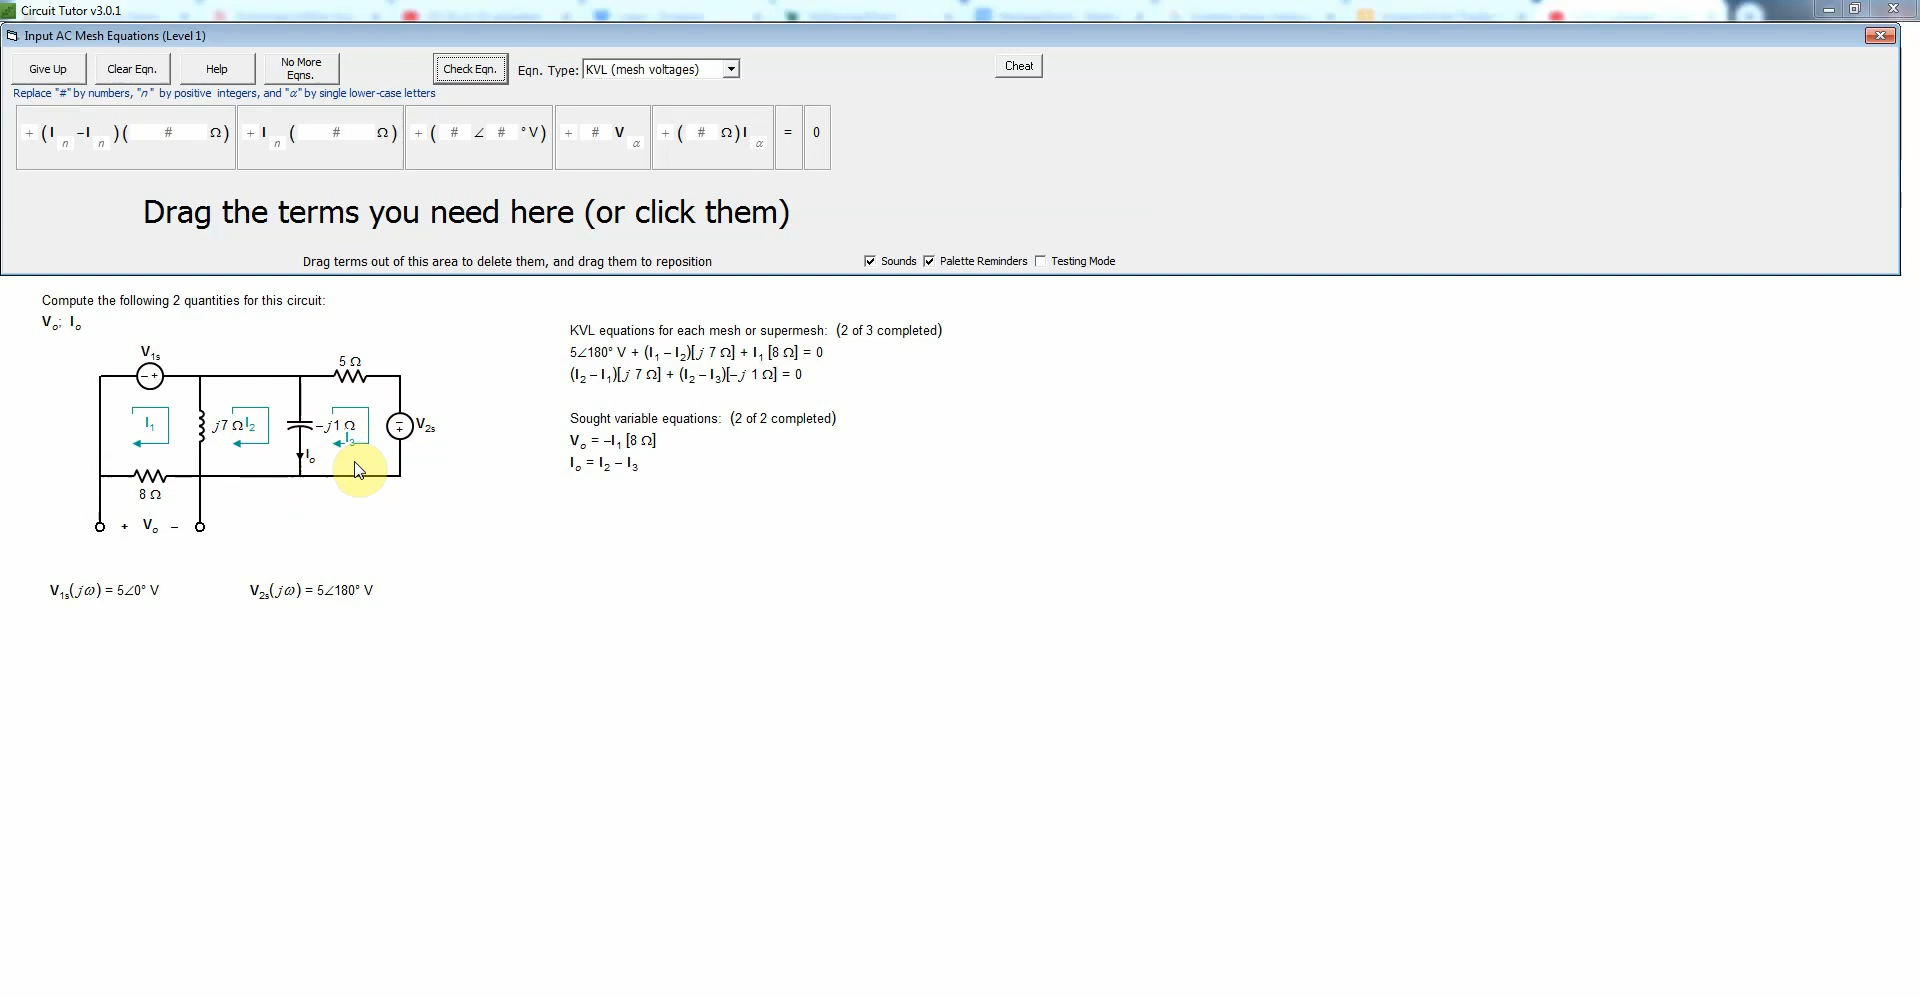 Circuit Tutor v3.0.1
Input AC Mesh Equations (Level 1)
Give Up
Clear Eqn.
Help
No More
Eqns.
Check Eqn.
Eqn. Type: KVL (mesh voltages)
Cheat
Replace "#" by numbers, "n" by positive integers, and "α" by single lower-case letters
+ (I n – I n )( # Ω) + I n ( # Ω) + ( # ∠ # °V) + # V α + ( # Ω)I α = 0
Drag the terms you need here (or click them)
Drag terms out of this area to delete them, and drag them to reposition
Sounds Palette Reminders Testing Mode
Compute the following 2 quantities for this circuit:
Vₒ; Iₒ
V1s
– +
5 Ω
I1
j7 Ω
I2
–j1 Ω
I3
– +
V2s
Iₒ
8 Ω
+ Vₒ –
V1s(jω) = 5∠0° V V2s(jω) = 5∠180° V
KVL equations for each mesh or supermesh: (2 of 3 completed)
5∠180° V + (I1 – I2)[j 7 Ω] + I1 [8 Ω] = 0
(I2 – I1)[j 7 Ω] + (I2 – I3)[–j 1 Ω] = 0
Sought variable equations: (2 of 2 completed)
Vₒ = –I1 [8 Ω]
Iₒ = I2 – I3